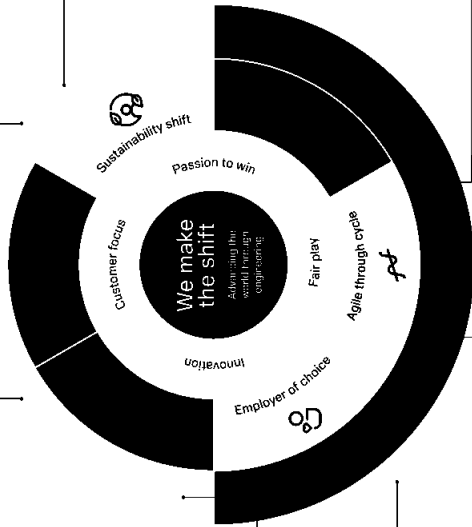 We make
the shift
Advancing the
world through
engineering
Passion to win
Fair play
Innovation
Customer focus
Sustainability shift
Agile through cycle
Employer of choice